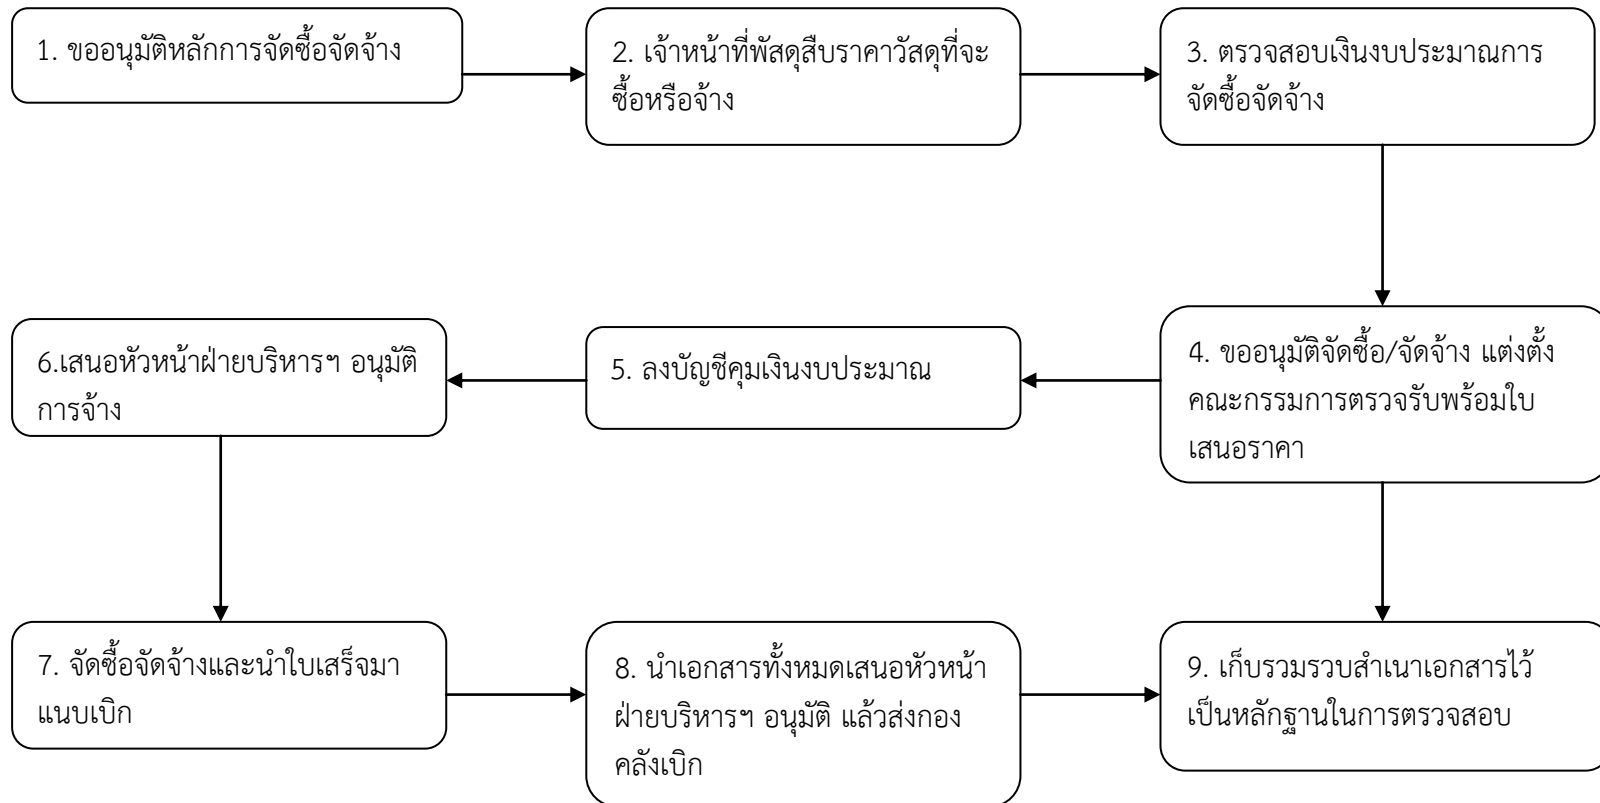 1. ขออนุมัติหลักการจัดซื้อจัดจ้าง
2. เจ้าหน้าที่พัสดุสืบราคาวัสดุที่จะ
ซื้อหรือจ้าง
3. ตรวจสอบเงินงบประมาณการ
จัดซื้อจัดจ้าง
4. ขออนุมัติจัดซื้อ/จัดจ้าง แต่งตั้ง
คณะกรรมการตรวจรับพร้อมใบ
เสนอราคา
5. ลงบัญชีคุมเงินงบประมาณ
6.เสนอหัวหน้าฝ่ายบริหารฯ อนุมัติ
การจ้าง
7. จัดซื้อจัดจ้างและนำใบเสร็จมา
แนบเบิก
8. นำเอกสารทั้งหมดเสนอหัวหน้า
ฝ่ายบริหารฯ อนุมัติ แล้วส่งกอง
คลังเบิก
9. เก็บรวมรวบสำเนาเอกสารไว้
เป็นหลักฐานในการตรวจสอบ